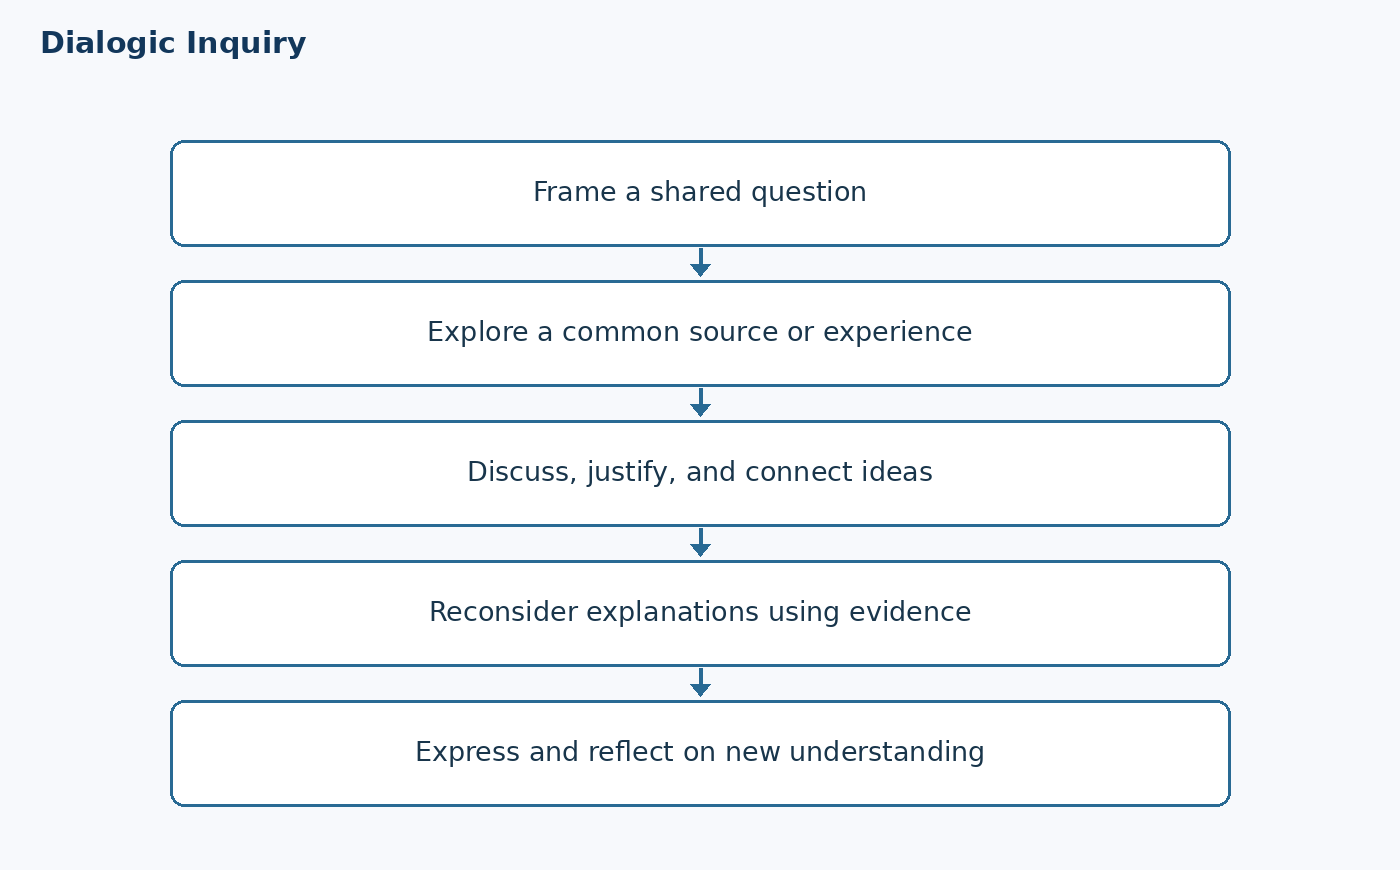 Dialogic Inquiry
Frame a shared question
Explore a common source or experience
Discuss, justify, and connect ideas
Reconsider explanations using evidence
Express and reflect on new understanding